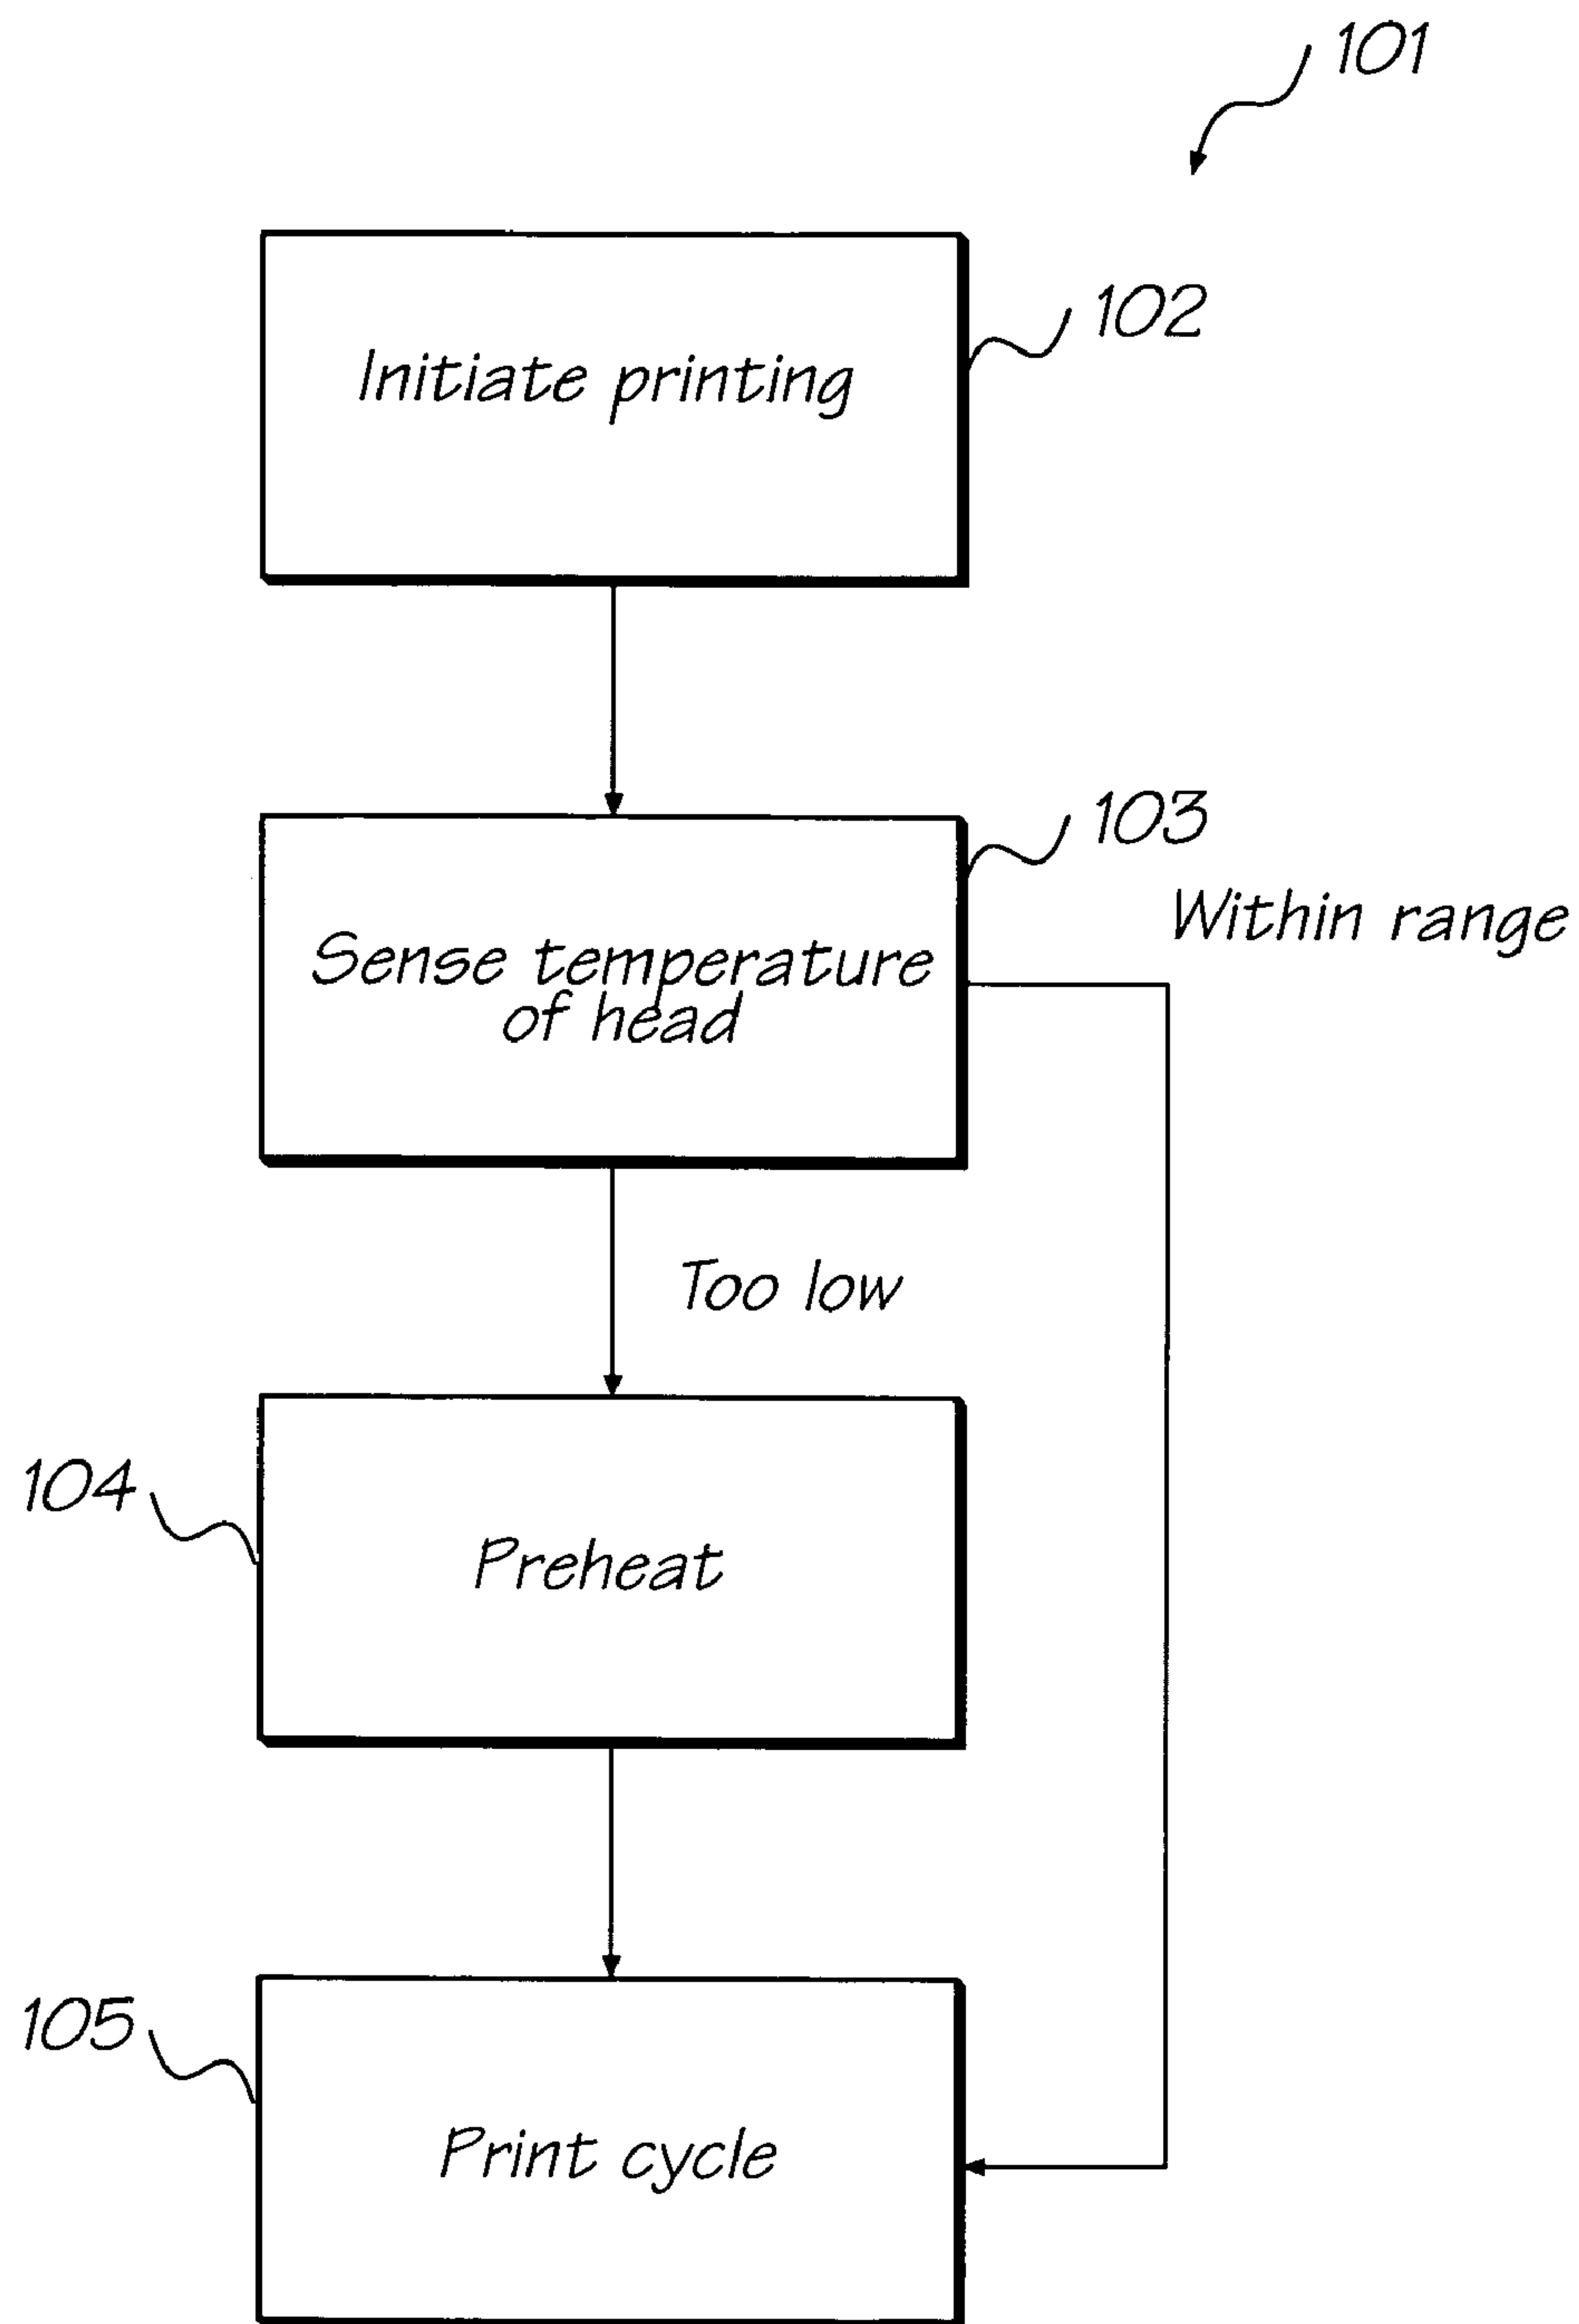 101
Initiate printing
102
103
Within range
Sense temperature
of head
Too low
104
Preheat
105
Print cycle